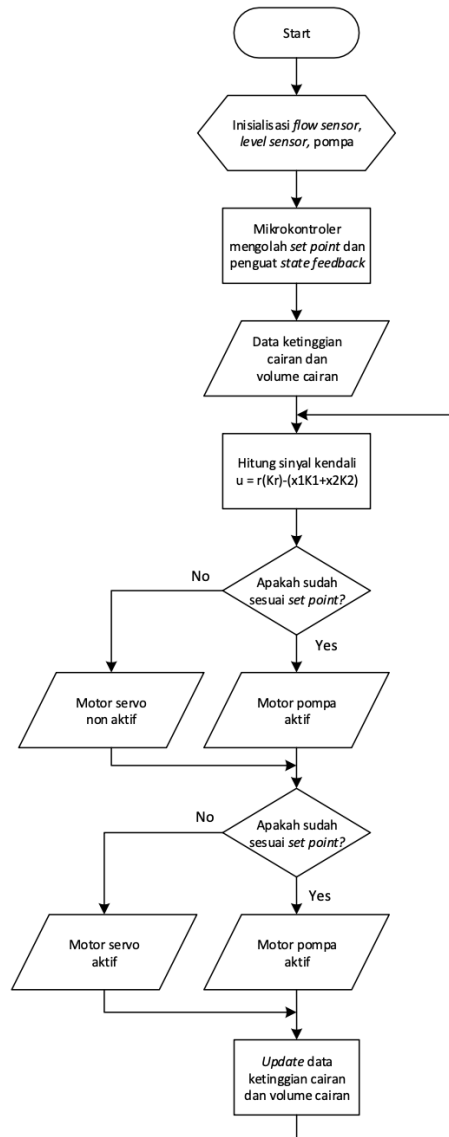 Start
Inisialisasi flow sensor,
level sensor, pompa
Mikrokontroler
mengolah set point dan
penguat state feedback
Data ketinggian
cairan dan
volume cairan
Hitung sinyal kendali
u = r(Kr)-(x1K1+x2K2)
No
Apakah sudah
sesuai set point?
Yes
Motor servo
non aktif
Motor pompa
aktif
No
Apakah sudah
sesuai set point?
Yes
Motor servo
aktif
Motor pompa
aktif
Update data
ketinggian cairan
dan volume cairan